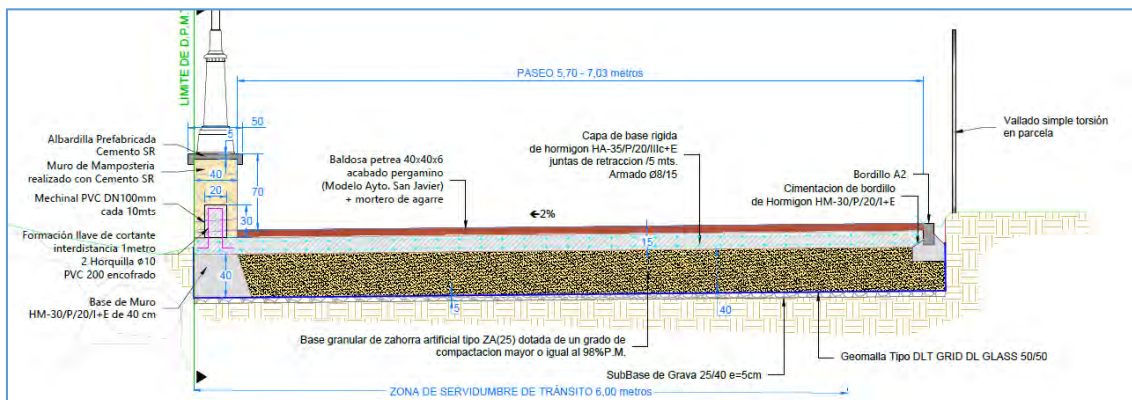 LIMITE DE D.P.M.T
PASEO 5,70 - 7,03 metros
50
5
Albardilla Prefabricada
Cemento SR
Muro de Mamposteria
realizado con Cemento SR
40
20
70
30
Mechinal PVC DN100mm
cada 10mts
Formación llave de cortante
interdistancia 1metro
2 Horquilla ø10
PVC 200 encofrado
40
Base de Muro
HM-30/P/20/I+E de 40 cm
Baldosa petrea 40x40x6
acabado pergamino
(Modelo Ayto. San Javier)
+ mortero de agarre
2%
Capa de base rigida
de hormigon HA-35/P/20/IIIc+E
juntas de retraccion /5 mts.
Armado Ø8/15
15
Vallado simple torsión
en parcela
Bordillo A2
Cimentacion de bordillo
de Hormigon HM-30/P/20/I+E
5
40
Base granular de zahorra artificial tipo ZA(25) dotada de un grado de
compactacion mayor o igual al 98%P.M.
Geomalla Tipo DLT GRID DL GLASS 50/50
SubBase de Grava 25/40 e=5cm
ZONA DE SERVIDUMBRE DE TRÁNSITO 6,00 metros